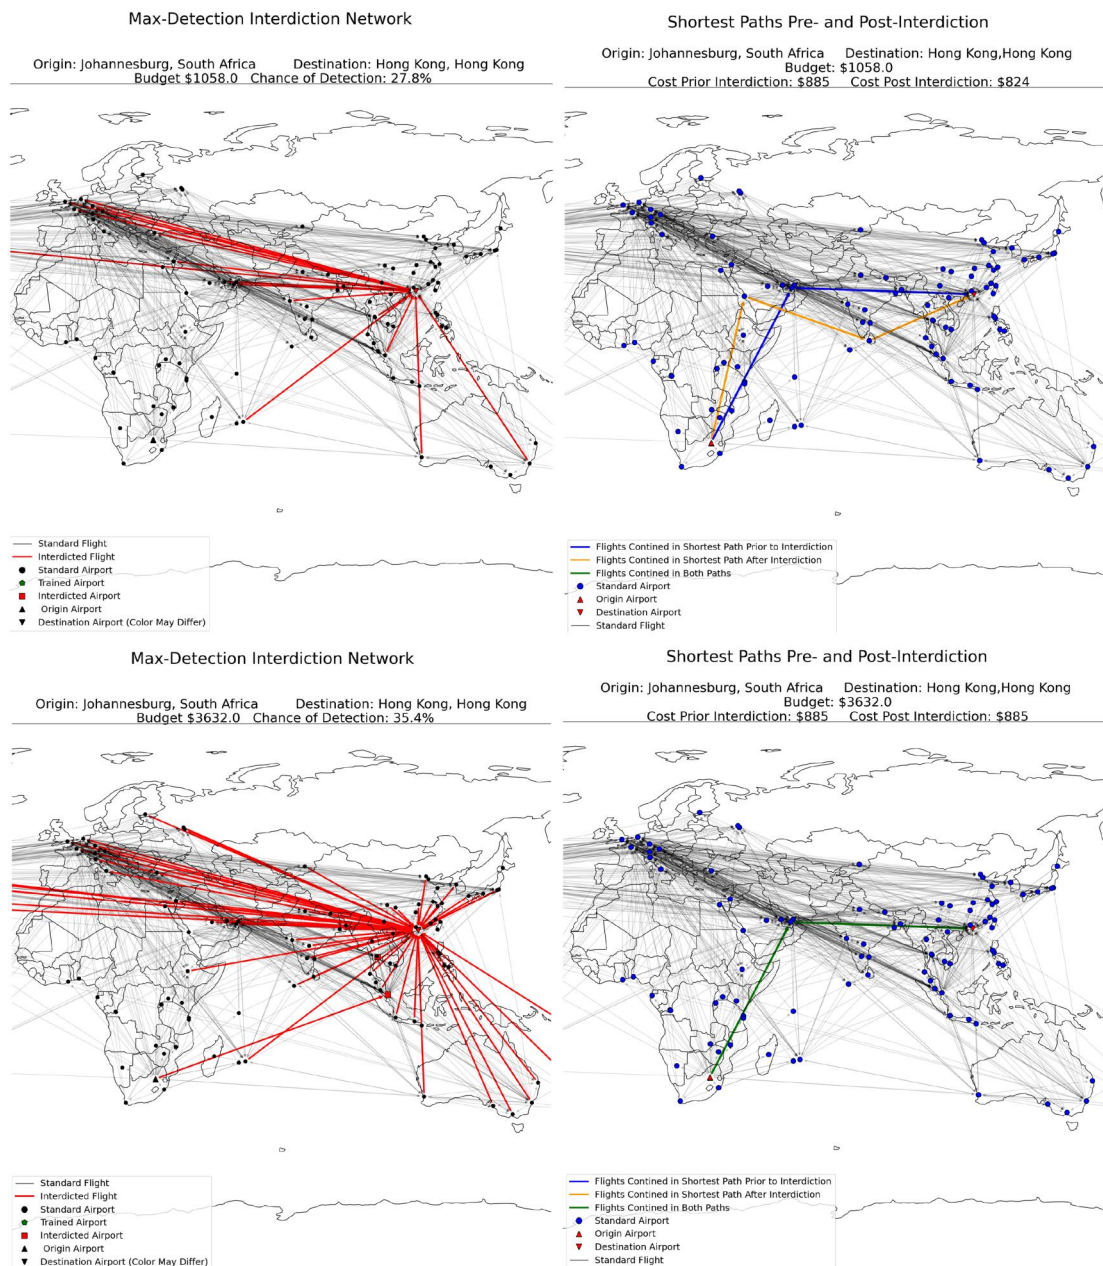 Max-Detection Interdiction Network
Origin: Johannesburg, South Africa Destination: Hong Kong, Hong Kong
Budget $1058.0 Chance of Detection: 27.8%
Standard Flight
Interdicted Flight
Standard Airport
Trained Airport
Interdicted Airport
Origin Airport
Destination Airport (Color May Differ)
Shortest Paths Pre- and Post-Interdiction
Origin: Johannesburg, South Africa Destination: Hong Kong,Hong Kong
Budget: $1058.0
Cost Prior Interdiction: $885 Cost Post Interdiction: $824
Flights Contined in Shortest Path Prior to Interdiction
Flights Contined in Shortest Path After Interdiction
Flights Contined in Both Paths
Standard Airport
Origin Airport
Destination Airport
Standard Flight
Max-Detection Interdiction Network
Origin: Johannesburg, South Africa Destination: Hong Kong, Hong Kong
Budget $3632.0 Chance of Detection: 35.4%
Standard Flight
Interdicted Flight
Standard Airport
Trained Airport
Interdicted Airport
Origin Airport
Destination Airport (Color May Differ)
Shortest Paths Pre- and Post-Interdiction
Origin: Johannesburg, South Africa Destination: Hong Kong,Hong Kong
Budget: $3632.0
Cost Prior Interdiction: $885 Cost Post Interdiction: $885
Flights Contined in Shortest Path Prior to Interdiction
Flights Contined in Shortest Path After Interdiction
Flights Contined in Both Paths
Standard Airport
Origin Airport
Destination Airport
Standard Flight